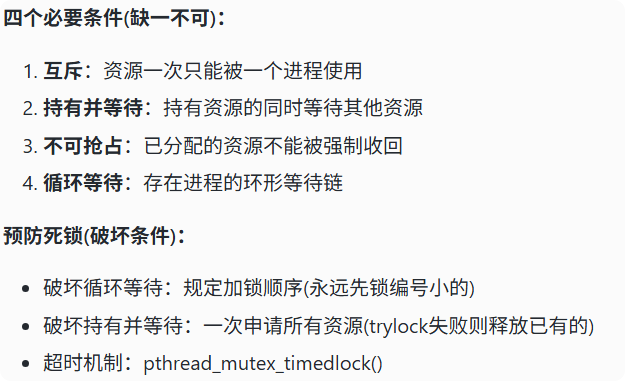 四个必要条件(缺一不可)：
1. 互斥：资源一次只能被一个进程使用
2. 持有并等待：持有资源的同时等待其他资源
3. 不可抢占：已分配的资源不能被强制收回
4. 循环等待：存在进程的环形等待链
预防死锁(破坏条件)：
• 破坏循环等待：规定加锁顺序(永远先锁编号小的)
• 破坏持有并等待：一次申请所有资源(trylock失败则释放已有的)
• 超时机制：pthread_mutex_timedlock()